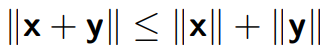 ‖x + y‖ ≤ ‖x‖ + ‖y‖